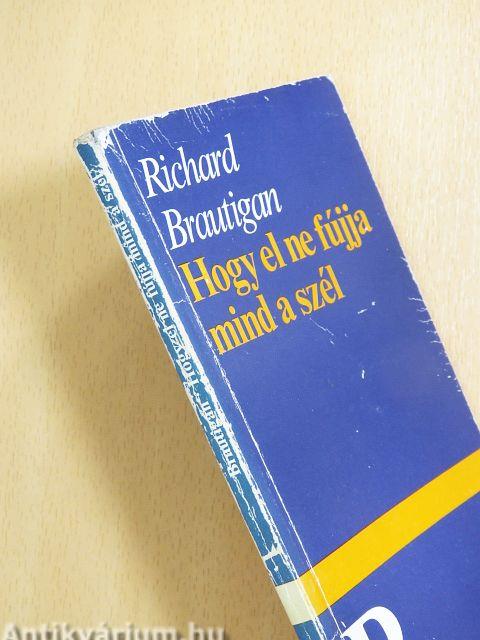 Richard
Brautigan
Hogy el ne fújja
mind a szél
Brautigan: Hogy el ne fújja mind a szél
Antikvárium.hu